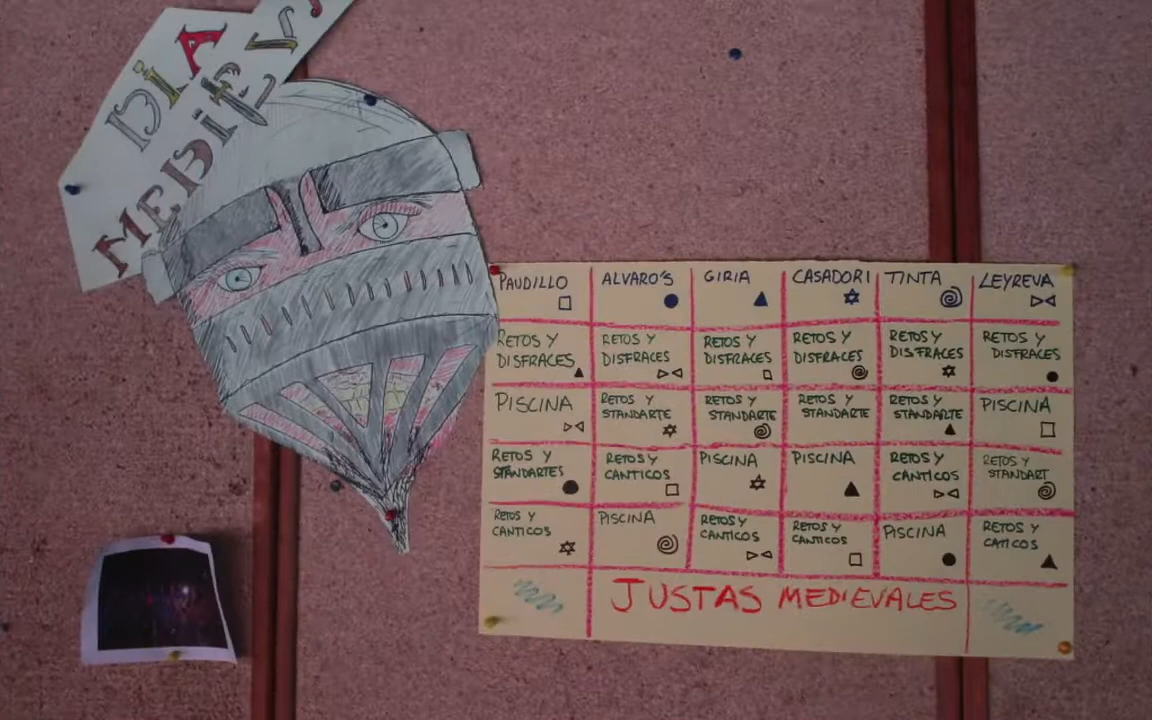 DIA
MEDIEV
PAUDILLO ALVARO'S GIRIA CASADORI TINTA LEYREVA
RETOS Y RETOS Y RETOS Y RETOS Y RETOS Y RETOS Y
DISFRACES DISFRACES DISFRACES DISFRACES DISFRACES DISFRACES
PISCINA RETOS Y RETOS Y RETOS Y RETOS Y PISCINA
STANDARTE STANDARTE STANDARTE STANDARTE
RETOS Y RETOS Y PISCINA PISCINA RETOS Y RETOS Y
STANDARTES CANTICOS CANTICOS STANDART
RETOS Y PISCINA RETOS Y RETOS Y PISCINA RETOS Y
CANTICOS CANTICOS CANTICOS CATICOS
JUSTAS MEDIEVALES